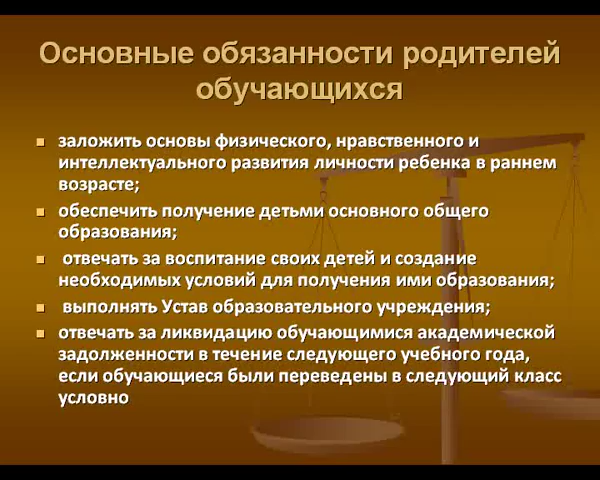 Основные обязанности родителей
обучающихся
заложить основы физического, нравственного и
интеллектуального развития личности ребенка в раннем
возрасте;
обеспечить получение детьми основного общего
образования;
отвечать за воспитание своих детей и создание
необходимых условий для получения ими образования;
выполнять Устав образовательного учреждения;
отвечать за ликвидацию обучающимися академической
задолженности в течение следующего учебного года,
если обучающиеся были переведены в следующий класс
условно